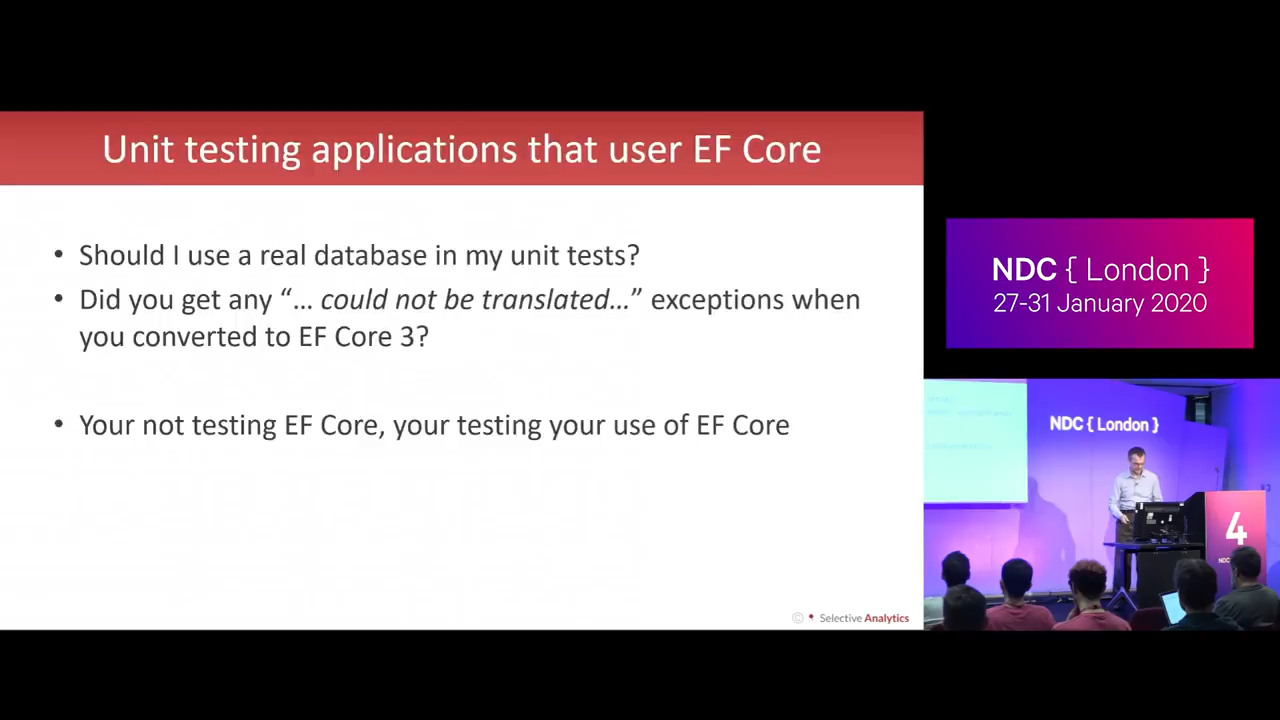 Unit testing applications that user EF Core
• Should I use a real database in my unit tests?
• Did you get any “… could not be translated…” exceptions when
you converted to EF Core 3?
• Your not testing EF Core, your testing your use of EF Core
© Selective Analytics
NDC { London }
27-31 January 2020
NDC { London }
4
NDC